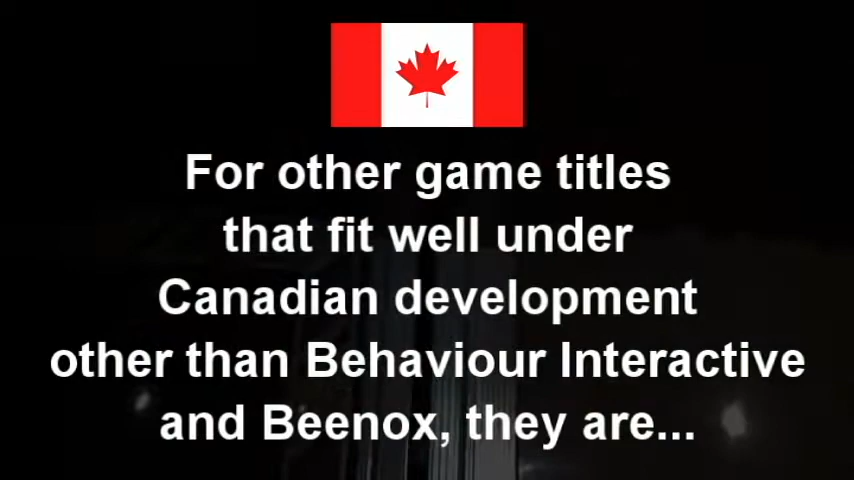 For other game titles
that fit well under
Canadian development
other than Behaviour Interactive
and Beenox, they are...